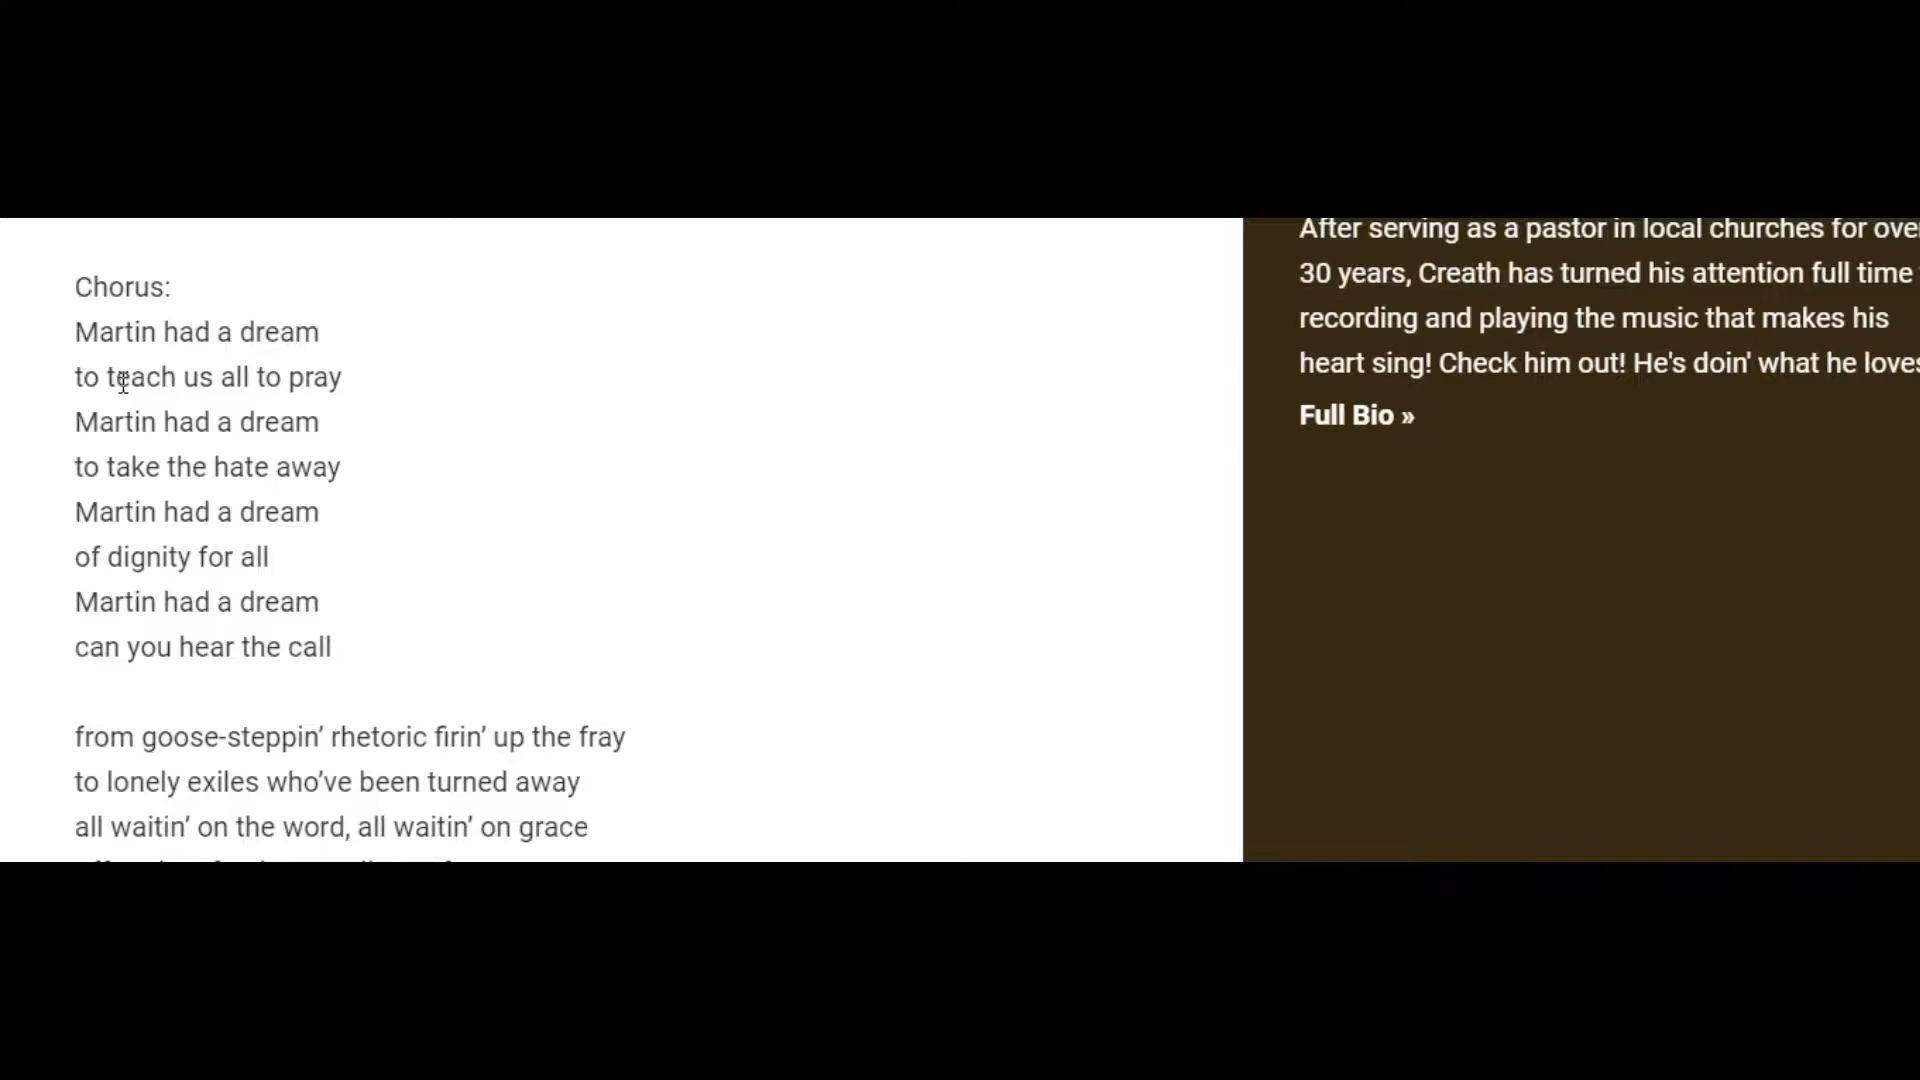 Chorus:
Martin had a dream
to teach us all to pray
Martin had a dream
to take the hate away
Martin had a dream
of dignity for all
Martin had a dream
can you hear the call
from goose-steppin’ rhetoric firin’ up the fray
to lonely exiles who’ve been turned away
all waitin’ on the word, all waitin’ on grace
After serving as a pastor in local churches for over
30 years, Creath has turned his attention full time
recording and playing the music that makes his
heart sing! Check him out! He's doin' what he loves
Full Bio »